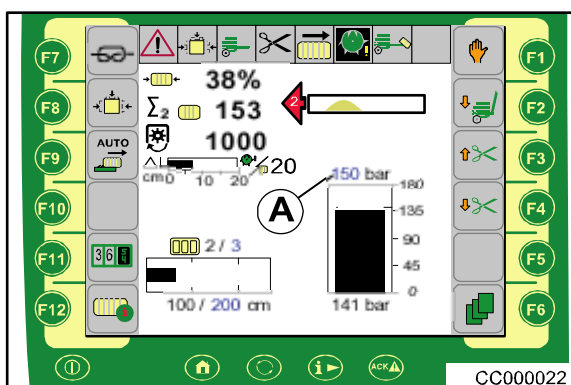 F7
F8
F9
F10
F11
F12
AUTO
3 6
38%
Σ2 153
1000
20
cm 0 10 20
2 / 3
100 / 200 cm
2
A
150 bar
180
135
90
45
0
141 bar
F1
F2
F3
F4
F5
F6
i
ACK
CC000022